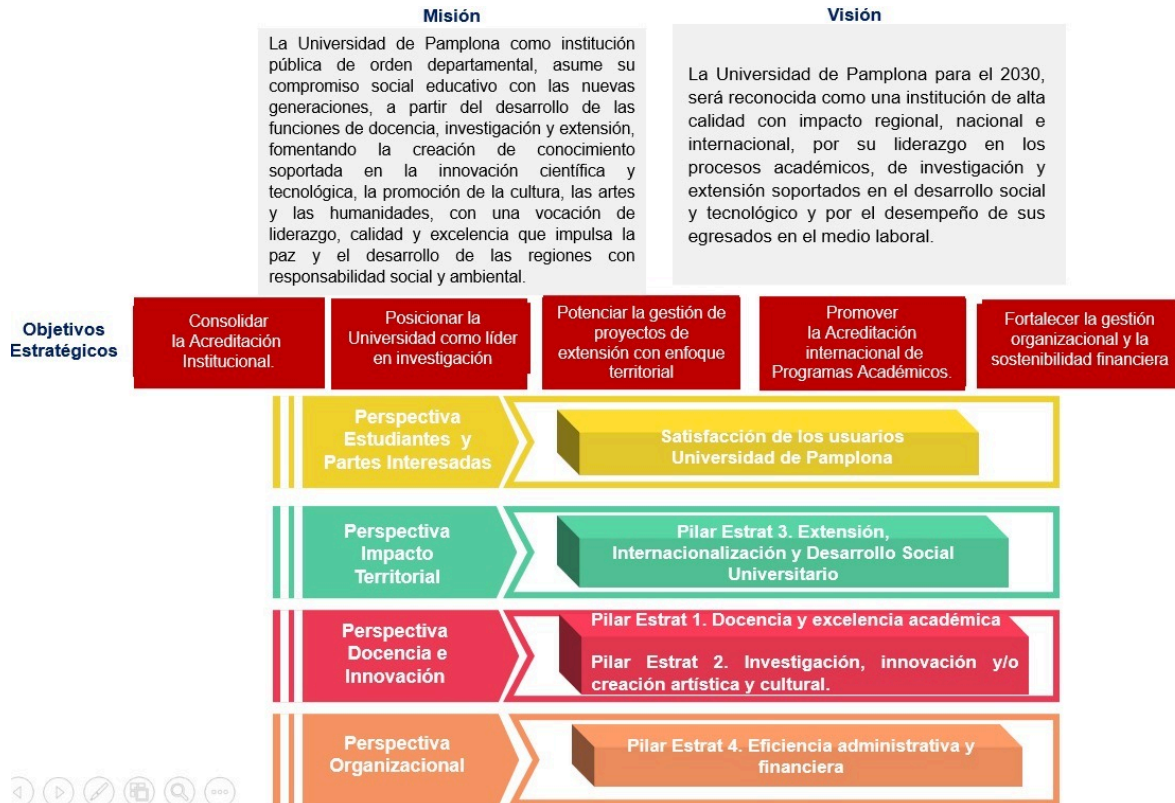 Misión
La Universidad de Pamplona como institución
pública de orden departamental, asume su
compromiso social educativo con las nuevas
generaciones, a partir del desarrollo de las
funciones de docencia, investigación y extensión,
fomentando la creación de conocimiento
soportada en la innovación científica y
tecnológica, la promoción de la cultura, las artes
y las humanidades, con una vocación de
liderazgo, calidad y excelencia que impulsa la
paz y el desarrollo de las regiones con
responsabilidad social y ambiental.
Visión
La Universidad de Pamplona para el 2030,
será reconocida como una institución de alta
calidad con impacto regional, nacional e
internacional, por su liderazgo en los
procesos académicos, de investigación y
extensión soportados en el desarrollo social
y tecnológico y por el desempeño de sus
egresados en el medio laboral.
Objetivos
Estratégicos
Consolidar
la Acreditación
Institucional.
Posicionar la
Universidad como líder
en investigación
Potenciar la gestión de
proyectos de
extensión con enfoque
territorial
Promover
la Acreditación
internacional de
Programas Académicos.
Fortalecer la gestión
organizacional y la
sostenibilidad financiera
Perspectiva
Estudiantes y
Partes Interesadas
Satisfacción de los usuarios
Universidad de Pamplona
Perspectiva
Impacto
Territorial
Pilar Estrat 3. Extensión,
Internacionalización y Desarrollo Social
Universitario
Perspectiva
Docencia e
Innovación
Pilar Estrat 1. Docencia y excelencia académica
Pilar Estrat 2. Investigación, innovación y/o
creación artística y cultural.
Perspectiva
Organizacional
Pilar Estrat 4. Eficiencia administrativa y
financiera